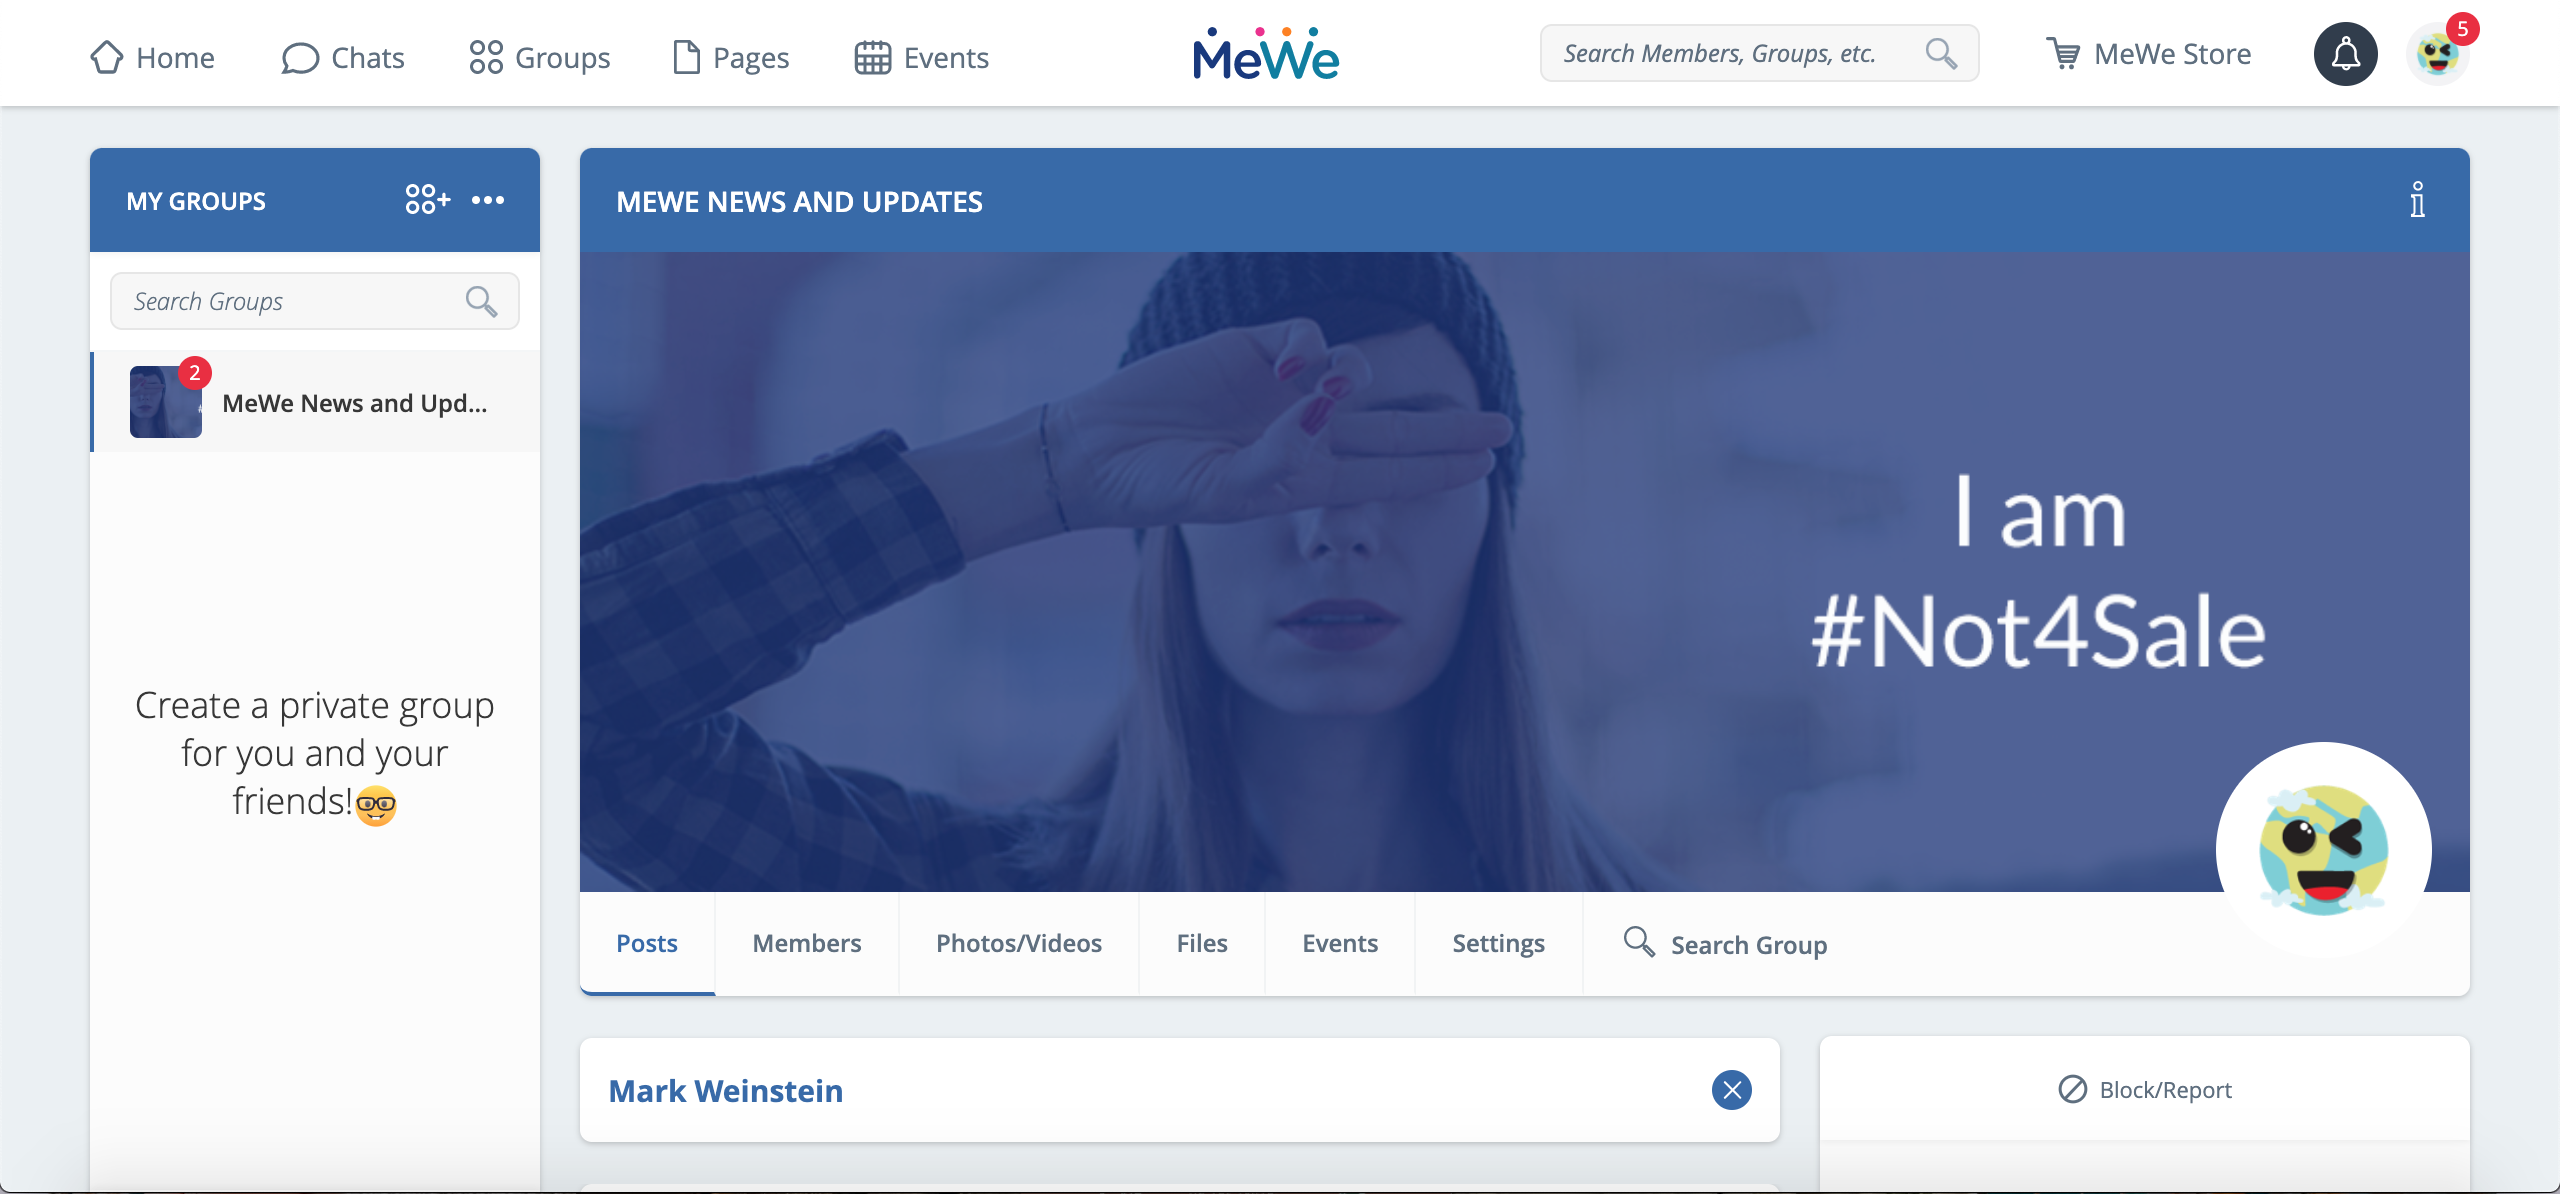 Home
Chats
Groups
Pages
Events
MeWe
Search Members, Groups, etc.
MeWe Store
5
MY GROUPS
Search Groups
2
MeWe News and Upd...
Create a private group
for you and your
friends!🤓
MEWE NEWS AND UPDATES
I am
#Not4Sale
Posts
Members
Photos/Videos
Files
Events
Settings
Search Group
Mark Weinstein
Block/Report